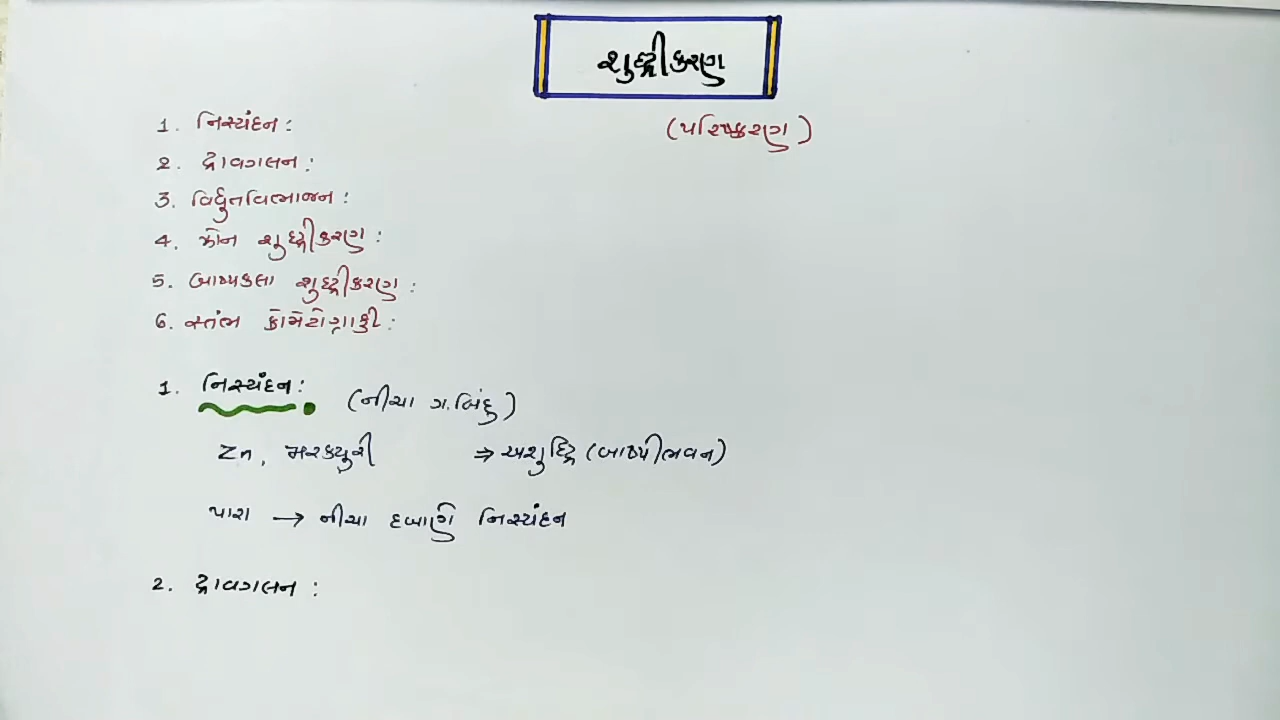 શુદ્ધીકરણ
(પરિષ્કરણ)
1. નિસ્યંદન :
2. દ્રાવગલન :
3. વિદ્યુતવિભાજન :
4. ઝોન શુદ્ધીકરણ :
5. બાષ્પકલા શુદ્ધીકરણ :
6. સ્તંભ ક્રોમેટોગ્રાફી :
1. નિસ્યંદન : (નીચા ગ.બિંદુ)
Zn, મરક્યુરી ⇒ અશુદ્ધિ (બાષ્પીભવન)
પારા → નીચા દબાણે નિસ્યંદન
2. દ્રાવગલન :